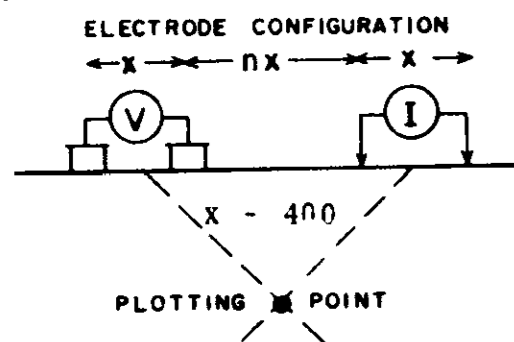 ELECTRODE CONFIGURATION
x nx x
V I
x - 400
PLOTTING POINT